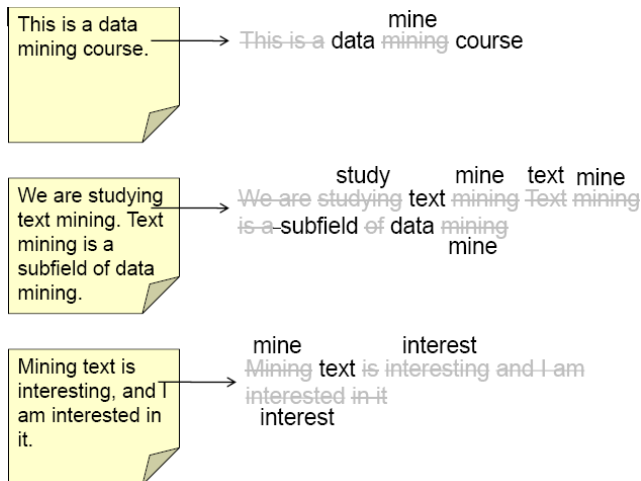 This is a data
mining course.
mine
This is a data mining course
We are studying
text mining. Text
mining is a
subfield of data
mining.
study mine text mine
We are studying text mining Text mining
is a subfield of data mining
mine
Mining text is
interesting, and I
am interested in
it.
mine interest
Mining text is interesting and I am
interested in it
interest